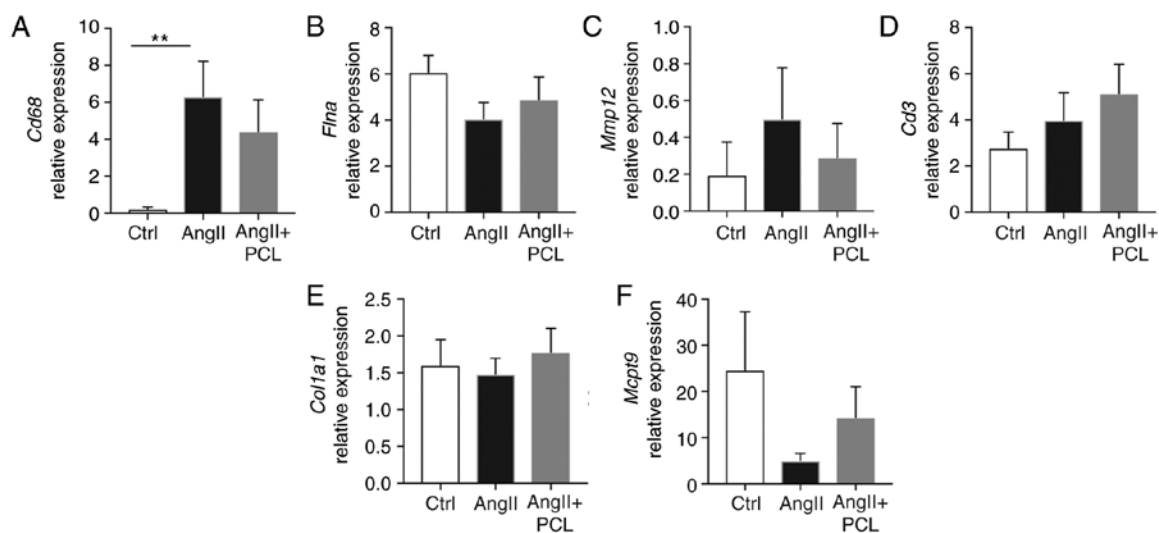 A
Cd68
relative expression
10
8
6
4
2
0
**
Ctrl
AngII
AngII+
PCL
B
Flna
relative expression
8
6
4
2
0
Ctrl
AngII
AngII+
PCL
C
Mmp12
relative expression
1.0
0.8
0.6
0.4
0.2
0.0
Ctrl
AngII
AngII+
PCL
D
Cd3
relative expression
8
6
4
2
0
Ctrl
AngII
AngII+
PCL
E
Col1a1
relative expression
2.5
2.0
1.5
1.0
0.5
0.0
Ctrl
AngII
AngII+
PCL
F
Mcpt9
relative expression
40
30
20
10
0
Ctrl
AngII
AngII+
PCL